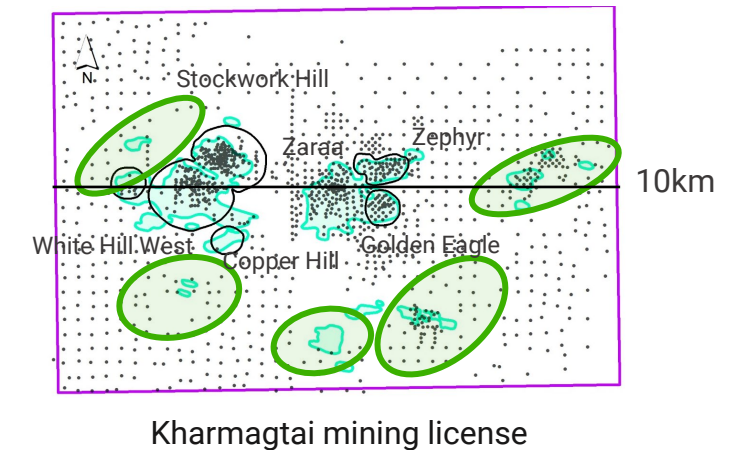 N
Stockwork Hill
Zaraa
Zephyr
10km
White Hill West
Copper Hill
Golden Eagle
Kharmagtai mining license